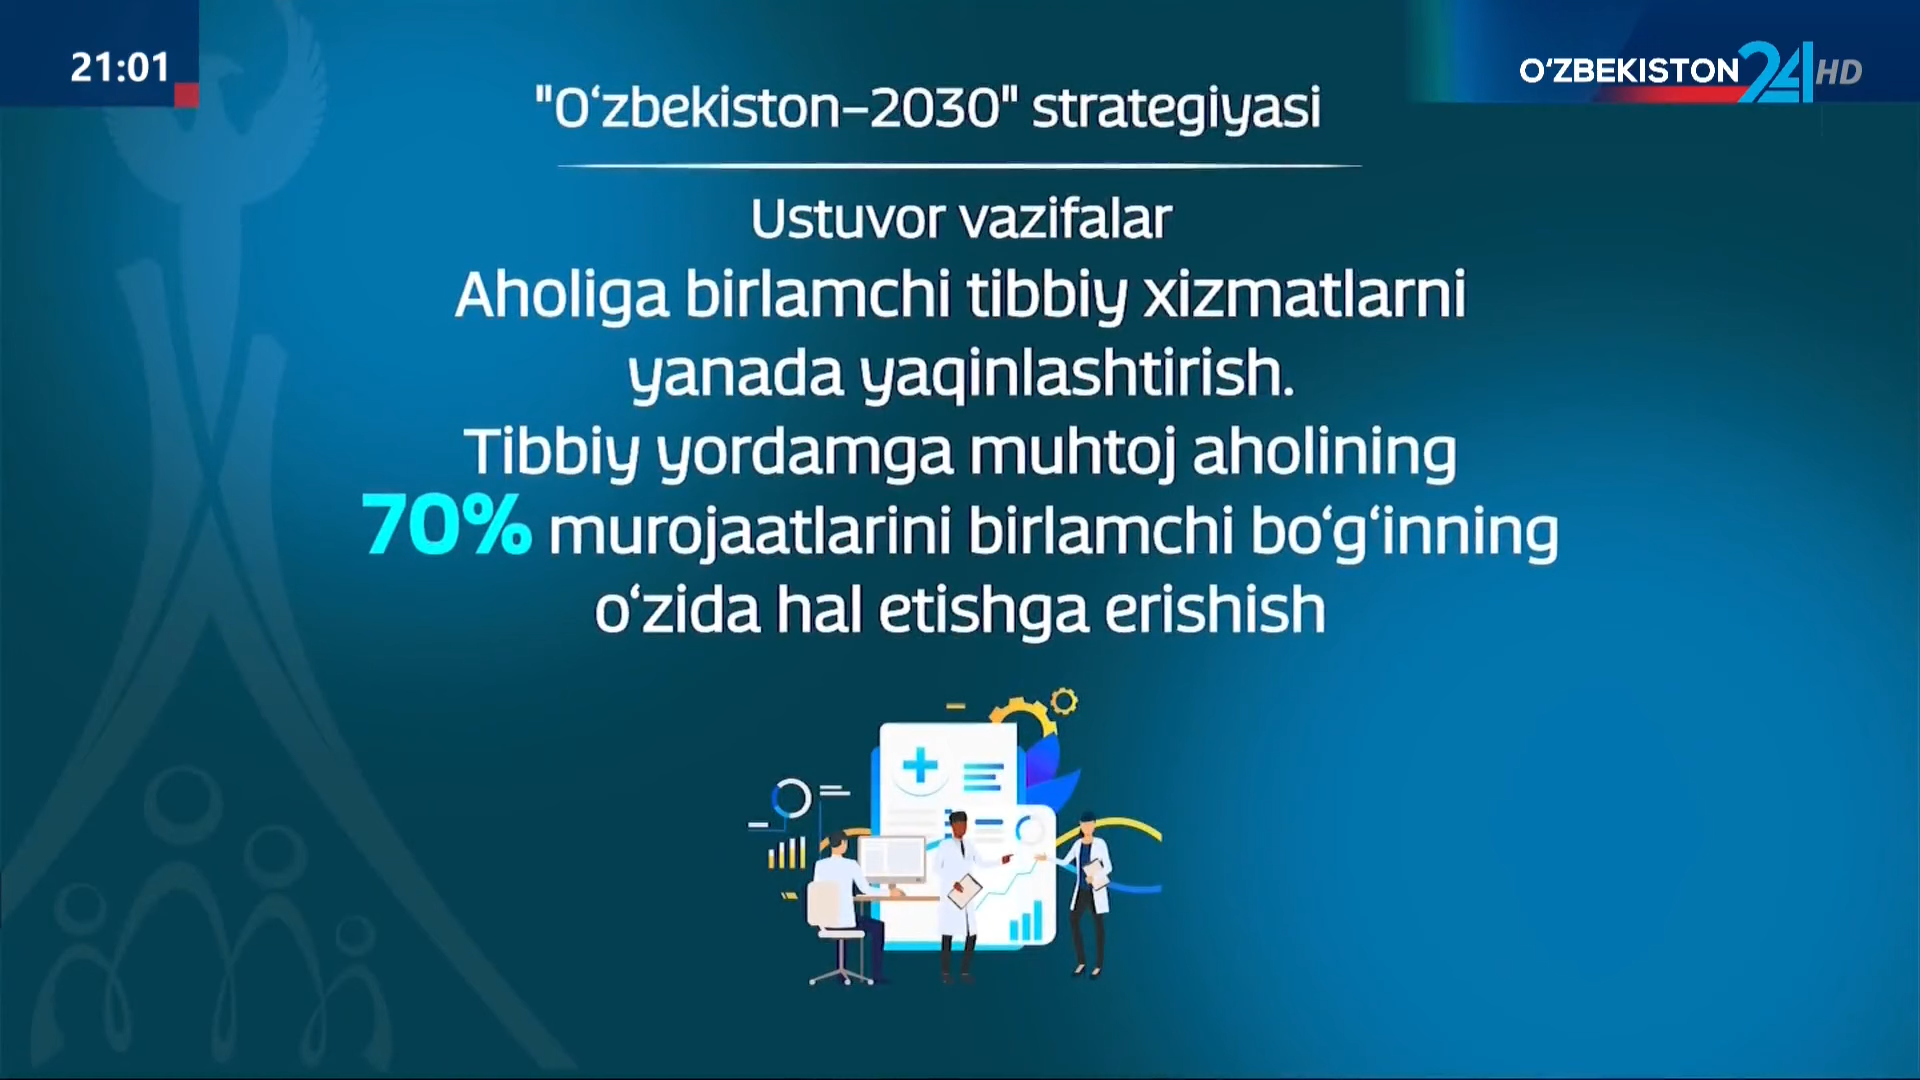 21:01
O‘ZBEKISTON 24 HD
"O‘zbekiston–2030" strategiyasi
Ustuvor vazifalar
Aholiga birlamchi tibbiy xizmatlarni
yanada yaqinlashtirish.
Tibbiy yordamga muhtoj aholining
70% murojaatlarini birlamchi bo‘g‘inning
o‘zida hal etishga erishish